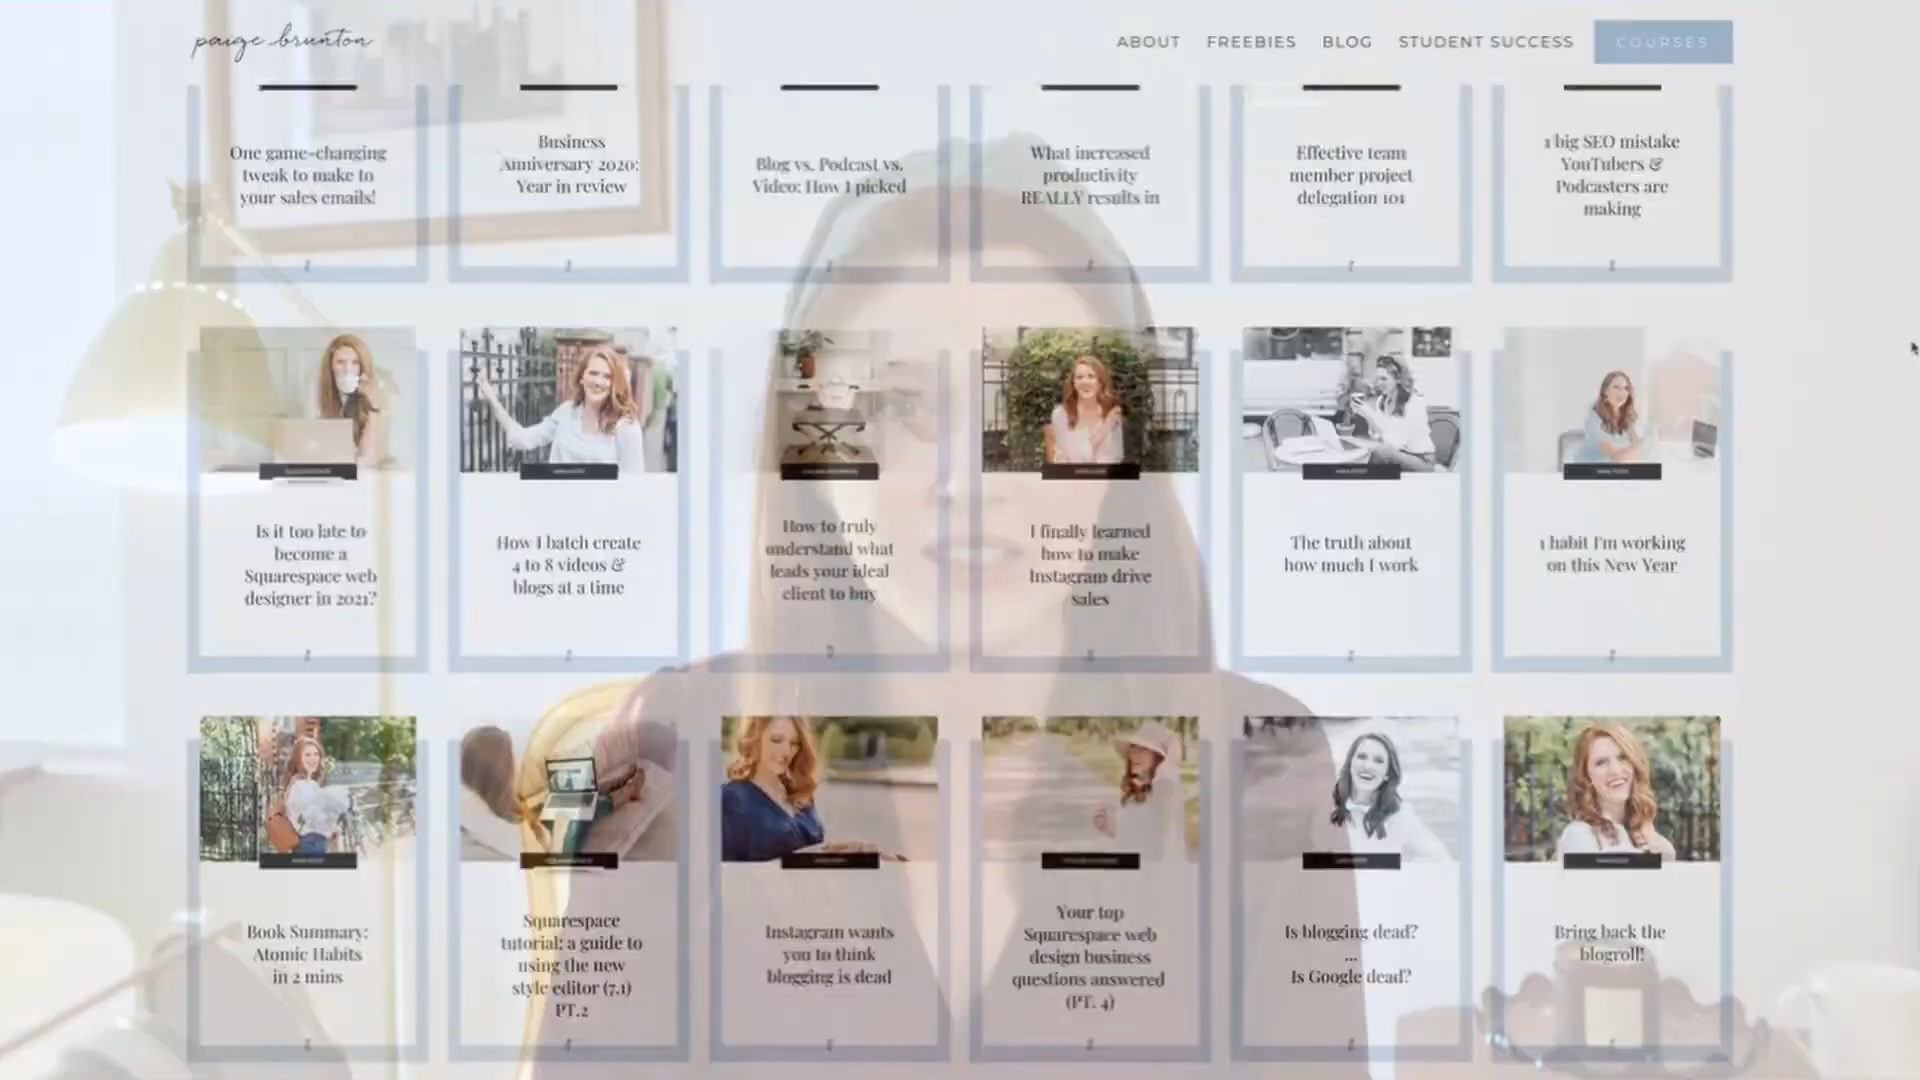 paige brunton
ABOUT
FREEBIES
BLOG
STUDENT SUCCESS
COURSES
One game-changing
tweak to make to
your sales emails!
Business
Anniversary 2020:
Year in review
Blog vs. Podcast vs.
Video: How I picked
What increased
productivity
REALLY results in
Effective team
member project
delegation 101
1 big SEO mistake
YouTubers &
Podcasters are
making
Is it too late to
become a
Squarespace web
designer in 2021?
How I batch create
4 to 8 videos &
blogs at a time
How to truly
understand what
leads your ideal
client to buy
I finally learned
how to make
Instagram drive
sales
The truth about
how much I work
1 habit I'm working
on this New Year
Book Summary:
Atomic Habits
in 2 mins
Squarespace
tutorial: a guide to
using the new
style editor (7.1)
PT.2
Instagram wants
you to think
blogging is dead
Your top
Squarespace web
design business
questions answered
(PT. 4)
Is blogging dead?
...
Is Google dead?
Bring back the
blogroll!